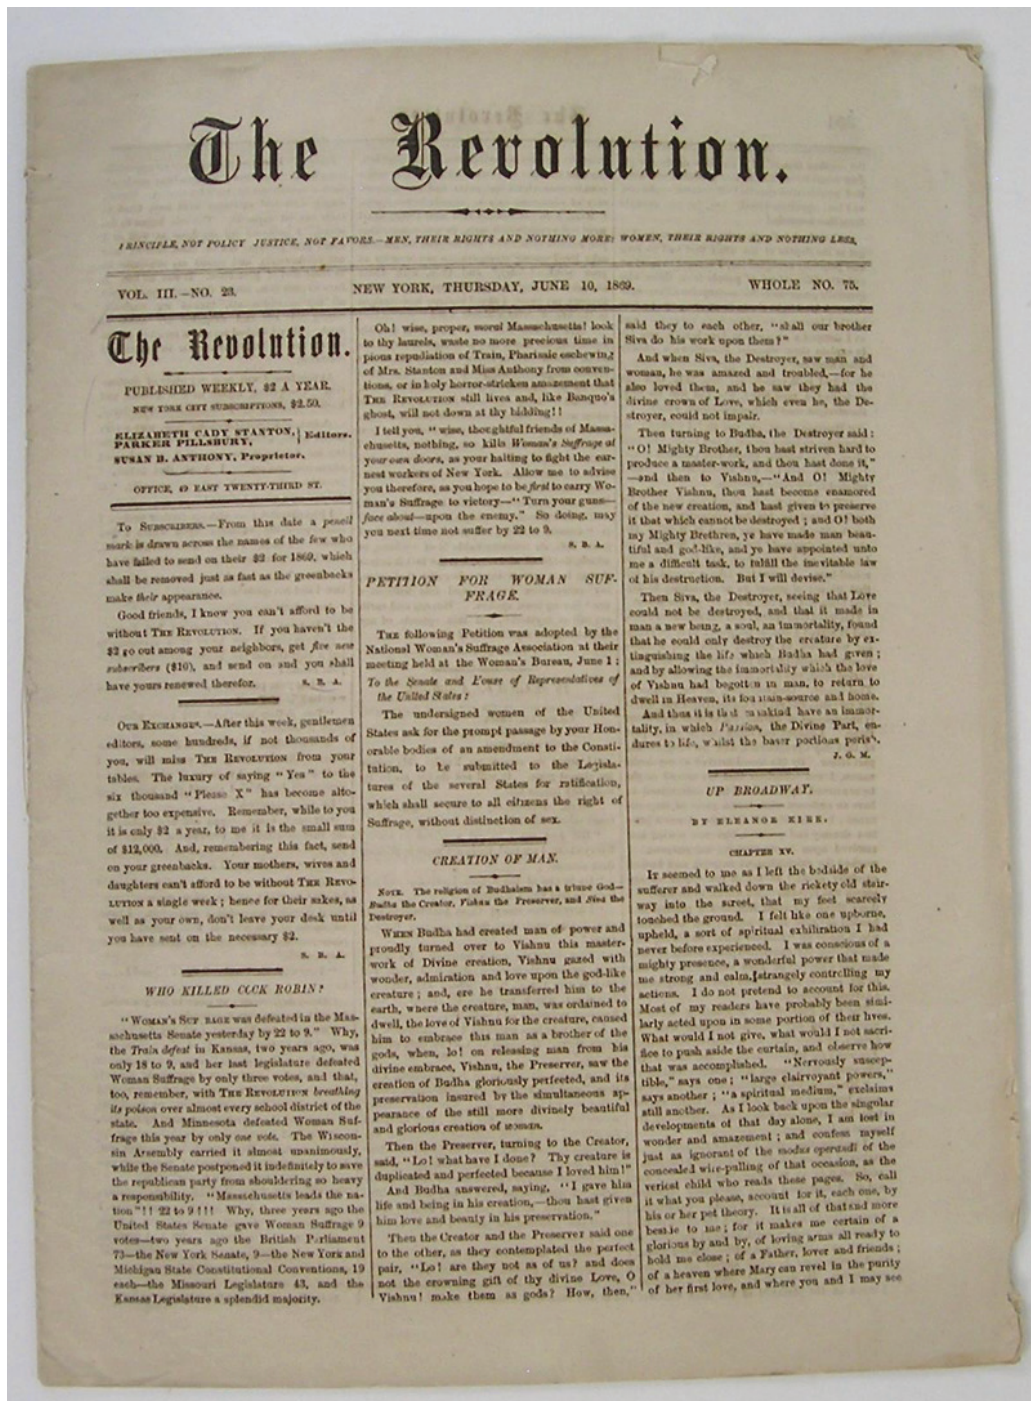 The Revolution.
PRINCIPLE, NOT POLICY JUSTICE, NOT FAVORS.—MEN, THEIR RIGHTS AND NOTHING MORE: WOMEN, THEIR RIGHTS AND NOTHING LESS.
VOL. III.—NO. 23.
NEW YORK, THURSDAY, JUNE 10, 1869.
WHOLE NO. 75.
The Revolution.
PUBLISHED WEEKLY, $2 A YEAR.
NEW YORK CITY SUBSCRIPTIONS, $2.50.
ELIZABETH CADY STANTON,
PARKER PILLSBURY, } Editors.
SUSAN B. ANTHONY, Proprietor.
OFFICE, 49 EAST TWENTY-THIRD ST.
To Subscribers.—From this date a pencil
mark is drawn across the names of the few who
have failed to send on their $2 for 1869, which
shall be removed just as fast as the greenbacks
make their appearance.
Good friends, I know you can't afford to be
without The Revolution. If you haven't the
$2 go out among your neighbors, get five new
subscribers ($10), and send on and you shall
have yours renewed therefor. S. B. A.
Our Exchanges.—After this week, gentlemen
editors, some hundreds, if not thousands of
you, will miss The Revolution from your
tables. The luxury of saying "Yes" to the
six thousand "Please X" has become alto-
gether too expensive. Remember, while to you
it is only $2 a year, to me it is the small sum
of $12,000. And, remembering this fact, send
on your greenbacks. Your mothers, wives and
daughters can't afford to be without The Revo-
lution a single week; hence for their sakes, as
well as your own, don't leave your desk until
you have sent on the necessary $2.
S. B. A.
WHO KILLED COCK ROBIN?
"Woman's Suf rage was defeated in the Mas-
sachusetts Senate yesterday by 22 to 9." Why,
the Train defeat in Kansas, two years ago, was
only 18 to 9, and her last legislature defeated
Woman Suffrage by only three votes, and that,
too, remember, with The Revolution breathing
its poison over almost every school district of the
state. And Minnesota defeated Woman Suf-
frage this year by only one vote. The Wiscon-
sin Arsembly carried it almost unanimously,
while the Senate postponed it indefinitely to save
the republican party from shouldering so heavy
a responsibility. "Massachusetts leads the na-
tion"!! 22 to 9!!! Why, three years ago the
United States Senate gave Woman Suffrage 9
votes—two years ago the British Parliament
73—the New York Senate, 9—the New York and
Michigan State Constitutional Conventions, 19
each—the Missouri Legislature 43, and the
Kansas Legislature a splendid majority.
Oh! wise, proper, moral Massachusetts! look
to thy laurels, waste no more precious time in
pious repudiation of Train, Pharisaic eschewing
of Mrs. Stanton and Miss Anthony from conven-
tions, or in holy horror-stricken amazement that
The Revolution still lives and, like Banquo's
ghost, will not down at thy bidding!!
I tell you, "wise, thoughtful friends of Massa-
chusetts, nothing, so kills Woman's Suffrage at
your own doors, as your halting to fight the ear-
nest workers of New York. Allow me to advise
you therefore, as you hope to be first to carry Wo-
man's Suffrage to victory—"Turn your guns—
face about—upon the enemy." So doing, may
you next time not suffer by 22 to 9.
S. B. A.
PETITION FOR WOMAN SUF-
FRAGE.
The following Petition was adopted by the
National Woman's Suffrage Association at their
meeting held at the Woman's Bureau, June 1;
To the Senate and House of Representatives of
the United States:
The undersigned women of the United
States ask for the prompt passage by your Hon-
orable bodies of an amendment to the Consti-
tution, to be submitted to the Legisla-
tures of the several States for ratification,
which shall secure to all citizens the right of
Suffrage, without distinction of sex.
CREATION OF MAN.
Note. The religion of Budhaism has a triune God—
Budha the Creator, Vishnu the Preserver, and Siva the
Destroyer.
When Budha had created man of power and
proudly turned over to Vishnu this master-
work of Divine creation, Vishnu gazed with
wonder, admiration and love upon the god-like
creature; and, ere he transferred him to the
earth, where the creature, man, was ordained to
dwell, the love of Vishnu for the creature, caused
him to embrace this man as a brother of the
gods, when, lo! on releasing man from his
divine embrace, Vishnu, the Preserver, saw the
creation of Budha gloriously perfected, and its
preservation insured by the simultaneous ap-
pearance of the still more divinely beautiful
and glorious creation of woman.
Then the Preserver, turning to the Creator,
said, "Lo! what have I done? Thy creature is
duplicated and perfected because I loved him!"
And Budha answered, saying, "I gave him
life and being in his creation,—thou hast given
him love and beauty in his preservation."
Then the Creator and the Preserver said one
to the other, as they contemplated the perfect
pair, "Lo! are they not as of us? and does
not the crowning gift of thy divine Love, O
Vishnu! make them as gods? How, then,"
said they to each other, "shall our brother
Siva do his work upon them?"
And when Siva, the Destroyer, saw man and
woman, he was amazed and troubled,—for he
also loved them, and he saw they had the
divine crown of Love, which even he, the De-
stroyer, could not impair.
Then turning to Budha, the Destroyer said:
"O! Mighty Brother, thou hast striven hard to
produce a master-work, and thou hast done it,"
—and then to Vishnu,—"And O! Mighty
Brother Vishnu, thou hast become enamored
of the new creation, and hast given to preserve
it that which cannot be destroyed; and O! both
my Mighty Brethren, ye have made man beau-
tiful and god-like, and ye have appointed unto
me a difficult task, to fulfill the inevitable law
of his destruction. But I will devise."
Then Siva, the Destroyer, seeing that Love
could not be destroyed, and that it made in
man a new being, a soul, an immortality, found
that he could only destroy the creature by ex-
tinguishing the life which Budha had given;
and by allowing the immortality which the love
of Vishnu had begotten in man, to return to
dwell in Heaven, its fountain-source and home.
And thus it is that mankind have an immor-
tality, in which Passion, the Divine Part, en-
dures to life, whilst the baser portions perish.
J. G. M.
UP BROADWAY.
BY ELEANOR KIRK.
CHAPTER XV.
It seemed to me as I left the bedside of the
sufferer and walked down the rickety old stair-
way into the street, that my feet scarcely
touched the ground. I felt like one upborne,
upheld, a sort of spiritual exhiliration I had
never before experienced. I was conscious of a
mighty presence, a wonderful power that made
me strong and calm, strangely controlling my
actions. I do not pretend to account for this.
Most of my readers have probably been simi-
larly acted upon in some portion of their lives.
What would I not give, what would I not sacri-
fice to push aside the curtain, and observe how
that was accomplished. "Nervously suscep-
tible," says one; "large clairvoyant powers,"
says another; "a spiritual medium," exclaims
still another. As I look back upon the singular
developments of that day alone, I am lost in
wonder and amazement; and confess myself
just as ignorant of the modus operandi of the
concealed wire-pulling of that occasion, as the
veriest child who reads these pages. So, call
it what you please, account for it, each one, by
his or her pet theory. It is all of that and more
beside to me; for it makes me certain of a
glorious by and by, of loving arms all ready to
hold me close; of a Father, lover and friends;
of a heaven where Mary can revel in the purity
of her first love, and where you and I may see